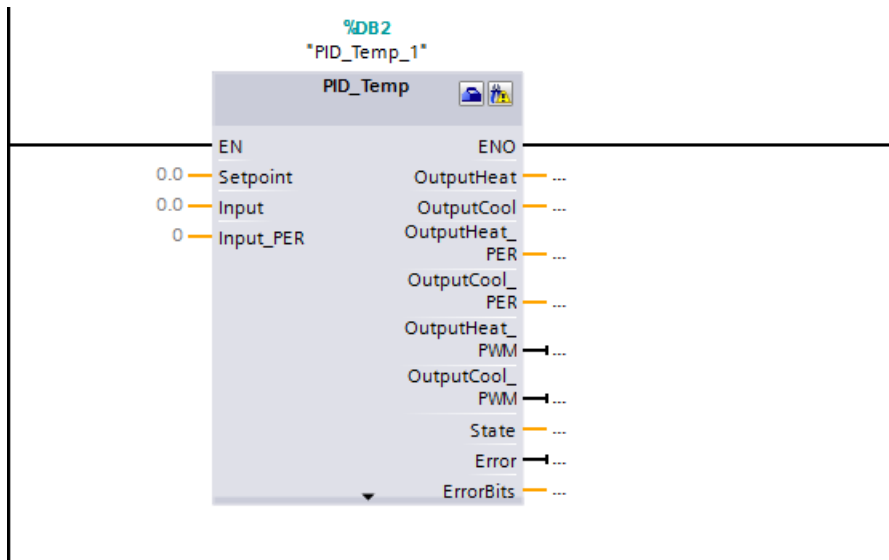 %DB2
"PID_Temp_1"
PID_Temp
EN ENO
0.0 Setpoint OutputHeat ...
0.0 Input OutputCool ...
0 Input_PER OutputHeat_
PER ...
OutputCool_
PER ...
OutputHeat_
PWM ...
OutputCool_
PWM ...
State ...
Error ...
ErrorBits ...